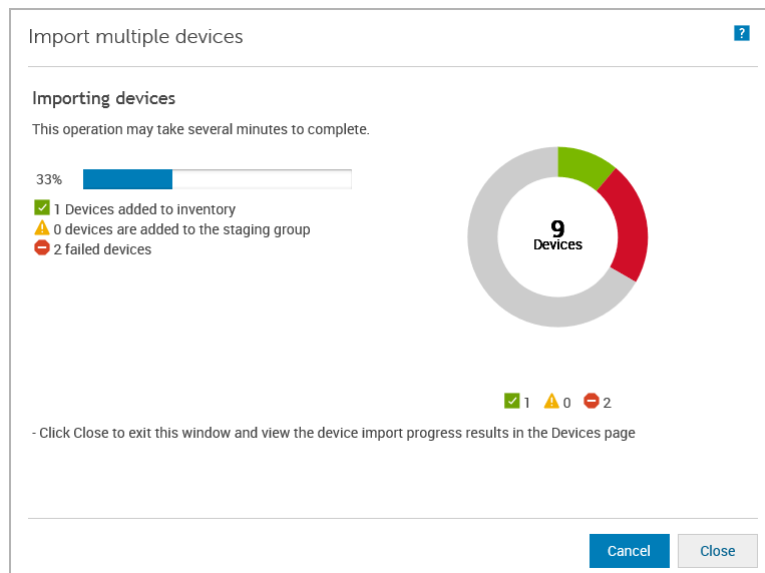 Import multiple devices
?
Importing devices
This operation may take several minutes to complete.
33%
1 Devices added to inventory
0 devices are added to the staging group
2 failed devices
9
Devices
1 0 2
- Click Close to exit this window and view the device import progress results in the Devices page
Cancel Close